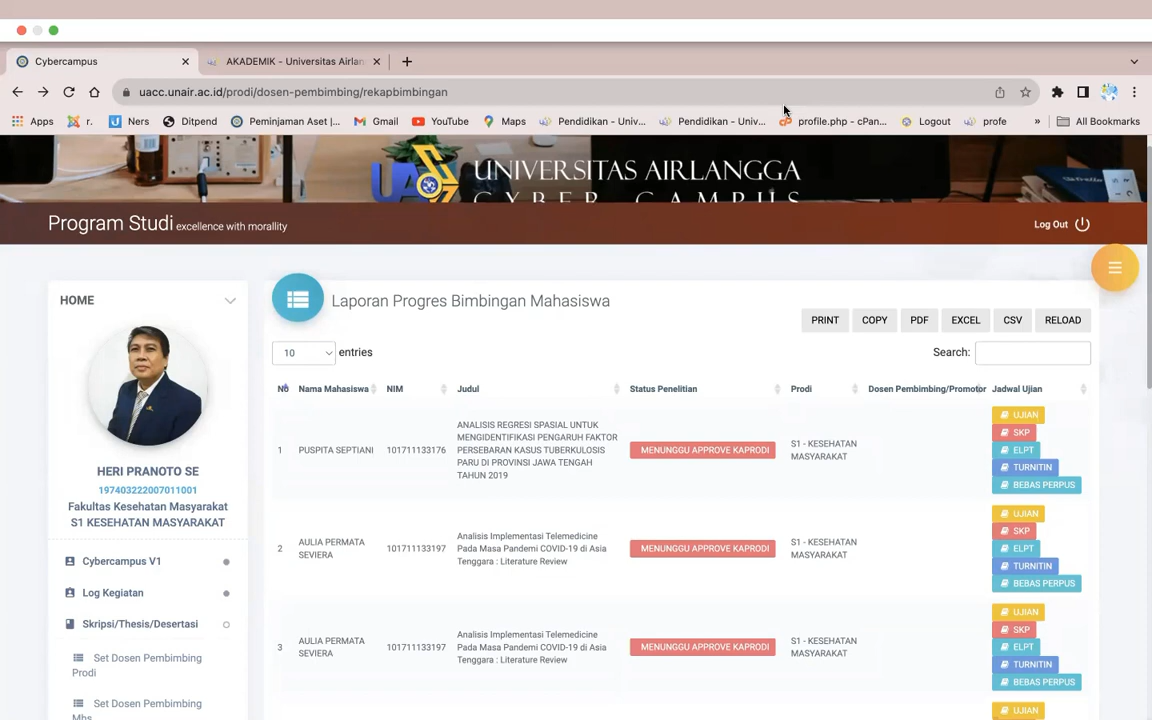 Cybercampus
AKADEMIK - Universitas Airlan
uacc.unair.ac.id/prodi/dosen-pembimbing/rekapbimbingan
Apps
r.
Ners
Ditpend
Peminjaman Aset |...
Gmail
YouTube
Maps
Pendidikan - Univ...
Pendidikan - Univ...
profile.php - cPan...
Logout
profe
»
All Bookmarks
UNIVERSITAS AIRLANGGA
CYBER CAMPUS
Program Studi excellence with morallity
Log Out
HOME
HERI PRANOTO SE
197403222007011001
Fakultas Kesehatan Masyarakat
S1 KESEHATAN MASYARAKAT
Cybercampus V1
Log Kegiatan
Skripsi/Thesis/Desertasi
Set Dosen Pembimbing
Prodi
Set Dosen Pembimbing
Mhs
Laporan Progres Bimbingan Mahasiswa
PRINT COPY PDF EXCEL CSV RELOAD
10 entries
Search:
No Nama Mahasiswa NIM Judul Status Penelitian Prodi Dosen Pembimbing/Promotor Jadwal Ujian
1
PUSPITA SEPTIANI
101711133176
ANALISIS REGRESI SPASIAL UNTUK
MENGIDENTIFIKASI PENGARUH FAKTOR
PERSEBARAN KASUS TUBERKULOSIS
PARU DI PROVINSI JAWA TENGAH
TAHUN 2019
MENUNGGU APPROVE KAPRODI
S1 - KESEHATAN
MASYARAKAT
UJIAN
SKP
ELPT
TURNITIN
BEBAS PERPUS
2
AULIA PERMATA
SEVIERA
101711133197
Analisis Implementasi Telemedicine
Pada Masa Pandemi COVID-19 di Asia
Tenggara : Literature Review
MENUNGGU APPROVE KAPRODI
S1 - KESEHATAN
MASYARAKAT
UJIAN
SKP
ELPT
TURNITIN
BEBAS PERPUS
3
AULIA PERMATA
SEVIERA
101711133197
Analisis Implementasi Telemedicine
Pada Masa Pandemi COVID-19 di Asia
Tenggara : Literature Review
MENUNGGU APPROVE KAPRODI
S1 - KESEHATAN
MASYARAKAT
UJIAN
SKP
ELPT
TURNITIN
BEBAS PERPUS
UJIAN